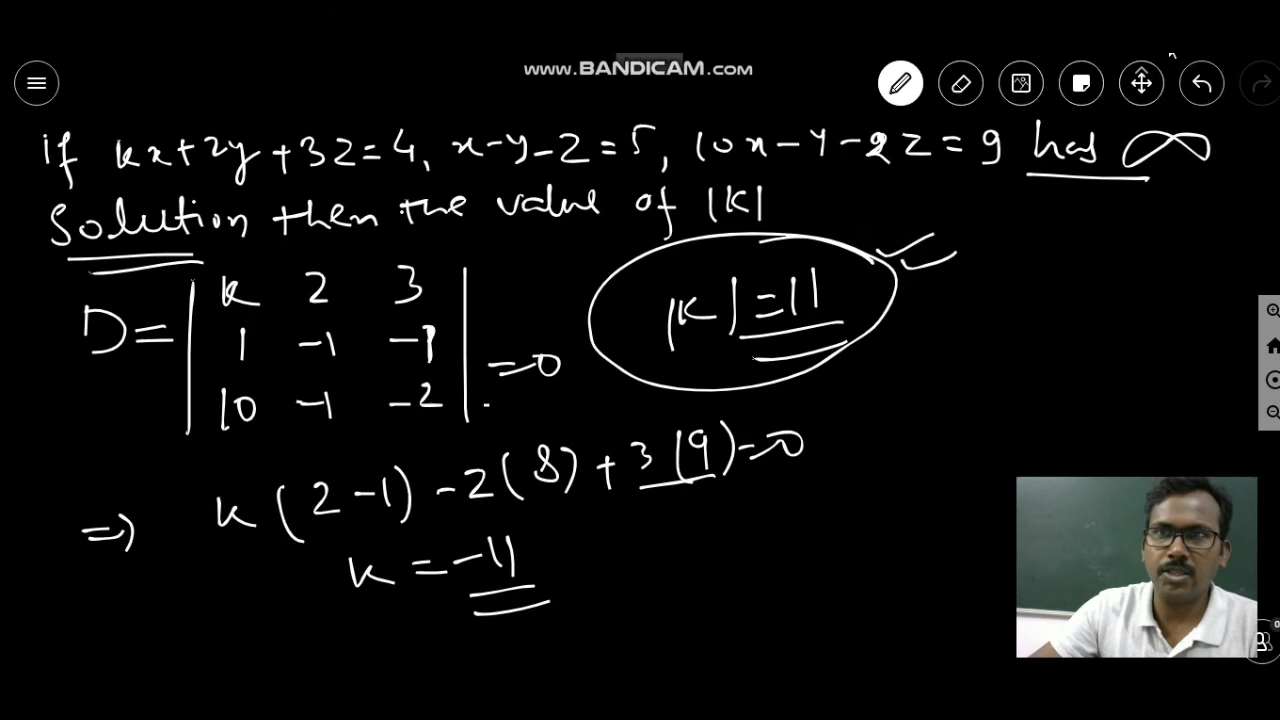 www.BANDICAM.com
if kx+2y+3z=4, x-y-z=5, 10x-y-2z=9 has ∞
solution then the value of |k|
D= | k 2 3 |
| 1 -1 -1 |
| 10 -1 -2 | =0
|k|=11
=> k(2-1)-2(8)+3(9)=0
k=-11